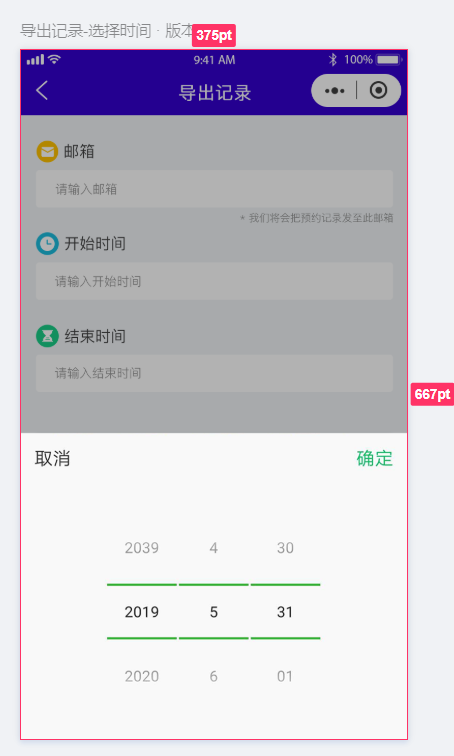 导出记录-选择时间 · 版本
375pt
9:41 AM
100%
导出记录
邮箱
请输入邮箱
* 我们将会把预约记录发至此邮箱
开始时间
请输入开始时间
结束时间
请输入结束时间
667pt
取消 确定
2039 4 30
2019 5 31
2020 6 01